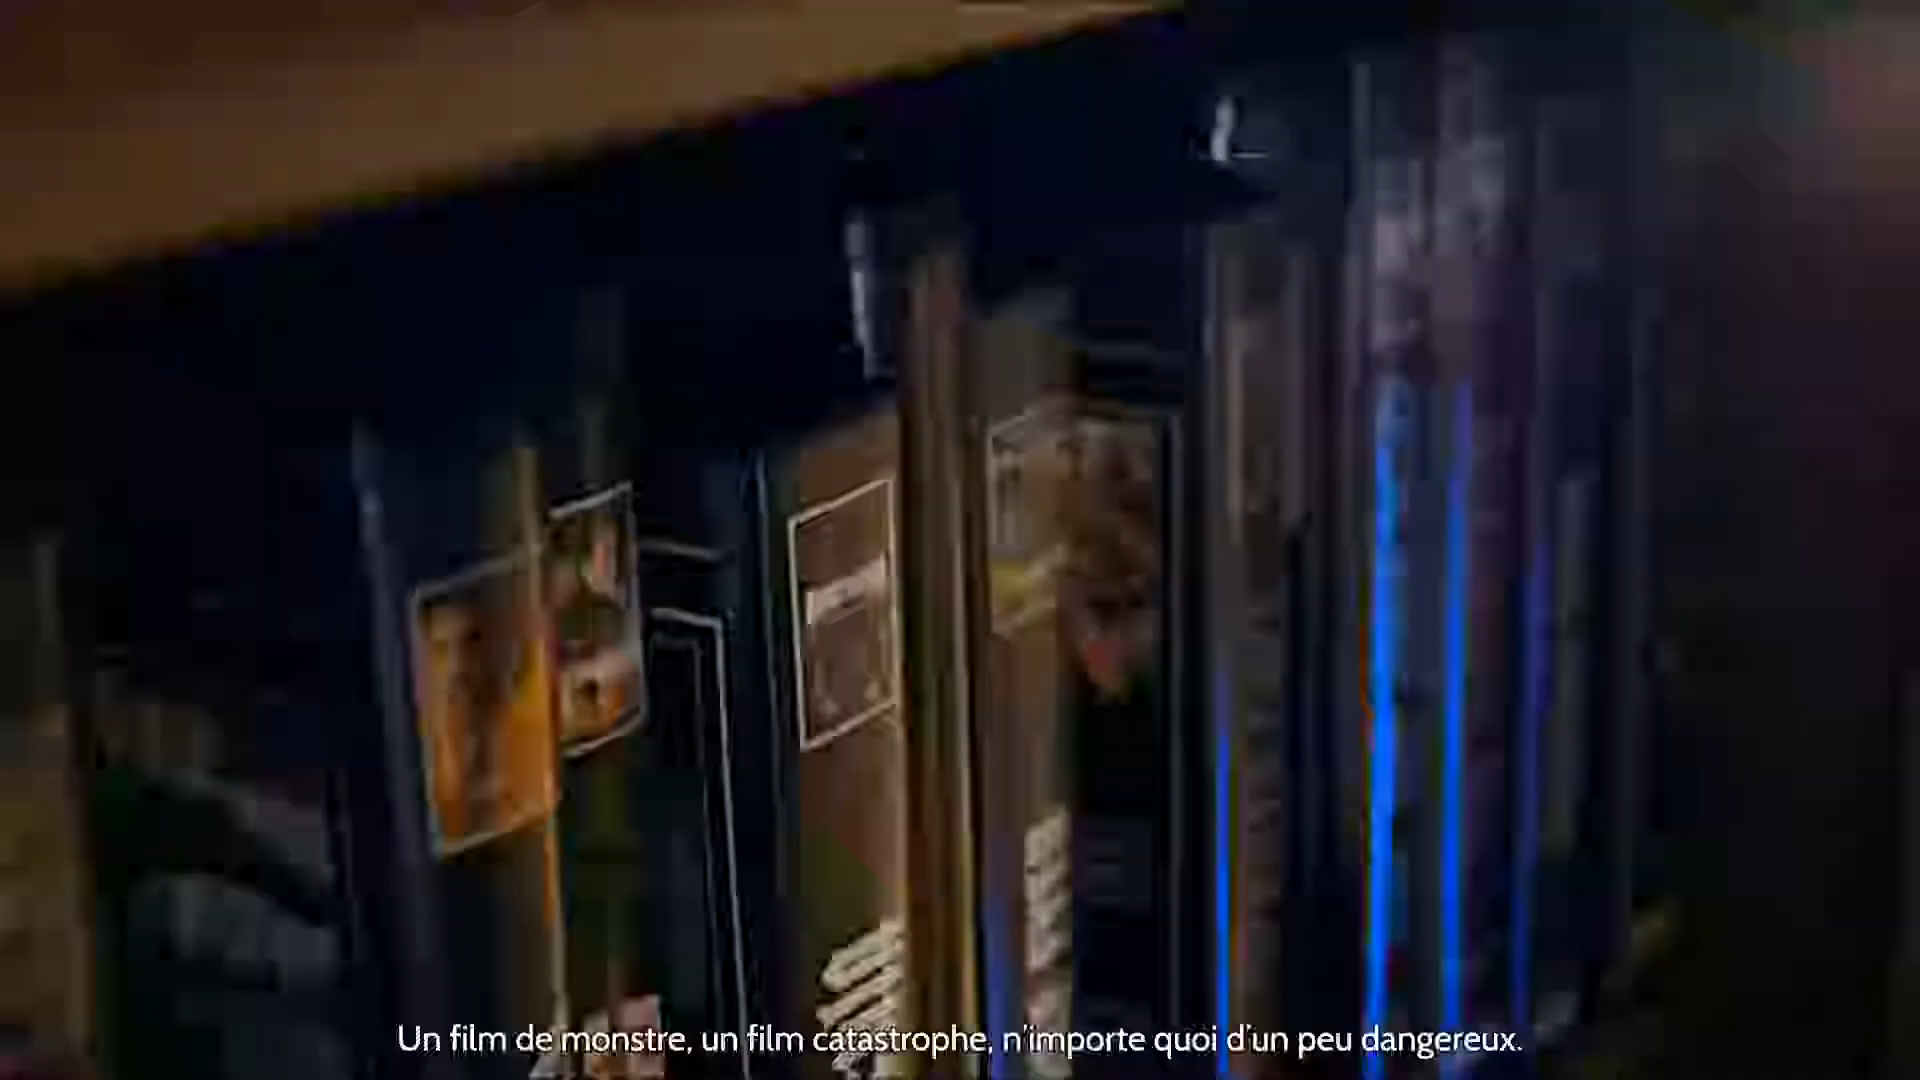 Un film de monstre, un film catastrophe, n'importe quoi d'un peu dangereux.